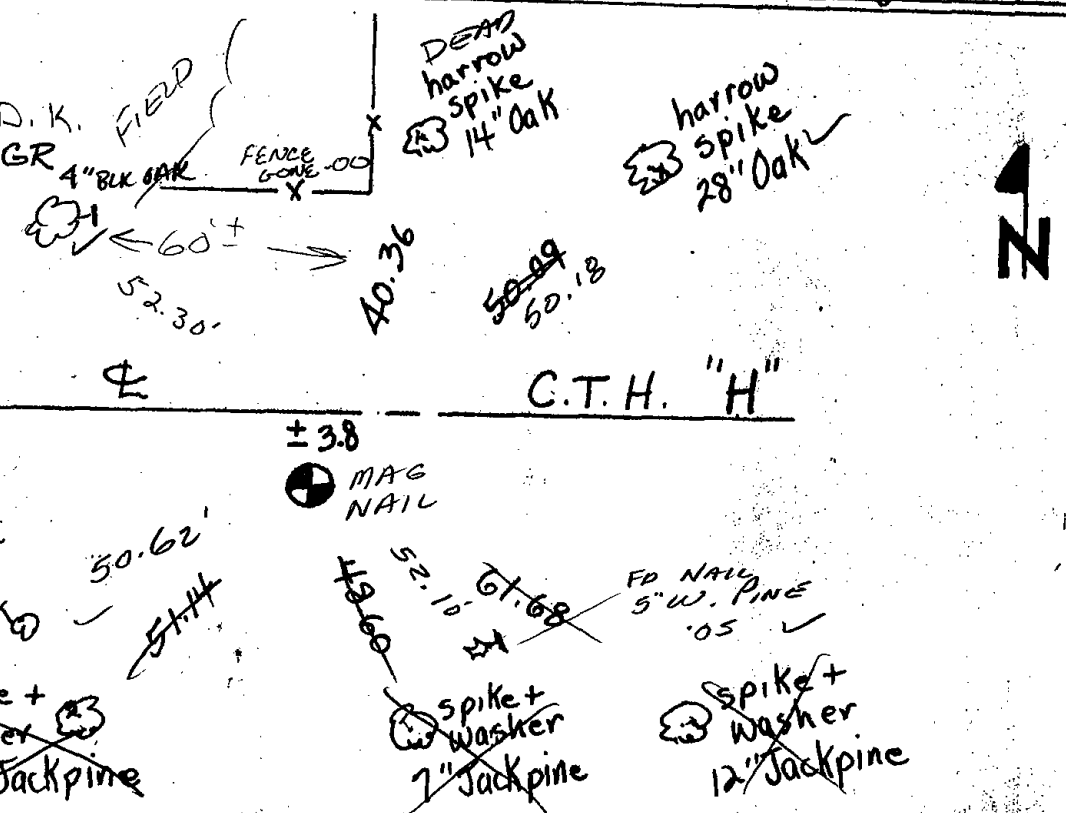 DEAD
harrow
spike
14" Oak
harrow
spike
28" Oak
D.K.
GR
FIELD
4" BLK OAK
FENCE
GONE .00
60' ±
52.30'
40.36
50.09
50.18
N
C.T.H. "H"
± 3.8
MAG
NAIL
50.62'
51.14
48.60
52.10'
61.68
FD NAIL
5" W. PINE
.05
Jackpine
spike +
washer
7" Jackpine
spike +
washer
12" Jackpine